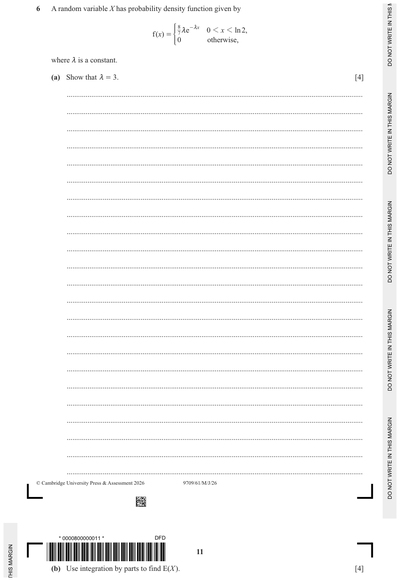 6 A random variable X has probability density function given by
f(x) = { 8/7 λe^(−λx) 0 < x < ln 2,
0 otherwise,
where λ is a constant.
(a) Show that λ = 3. [4]
© Cambridge University Press & Assessment 2026 9709/61/M/J/26
* 0000800000011 * DFD
11
(b) Use integration by parts to find E(X). [4]
DO NOT WRITE IN THIS M
DO NOT WRITE IN THIS MARGIN
DO NOT WRITE IN THIS MARGIN
DO NOT WRITE IN THIS MARGIN
DO NOT WRITE IN THIS MARGIN
THIS MARGIN